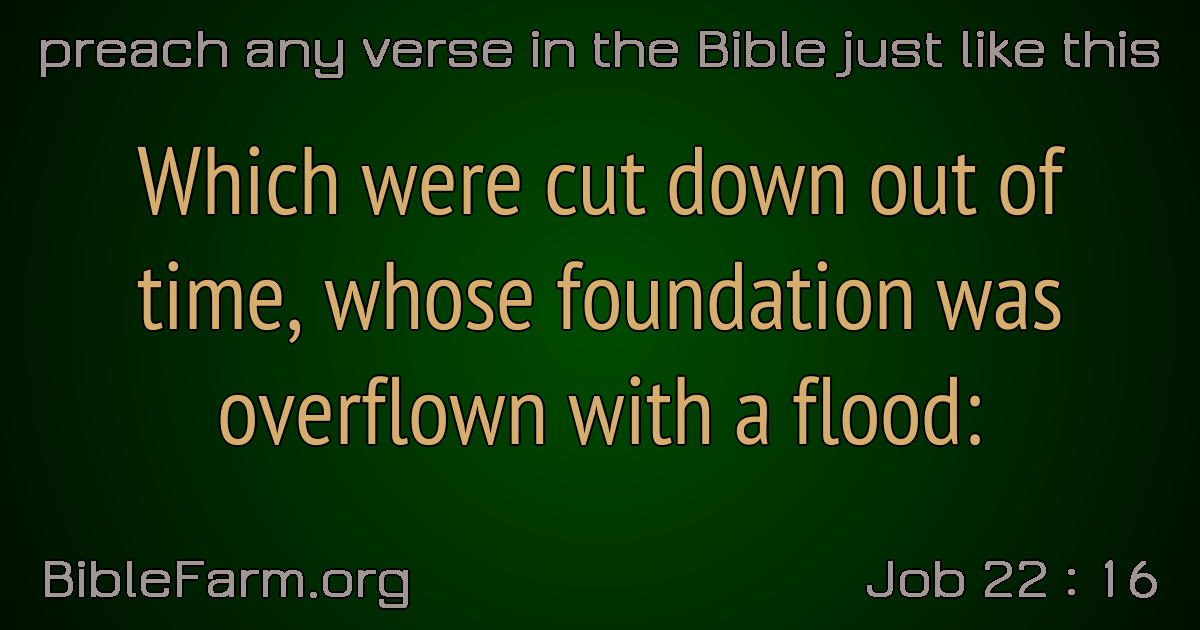 preach any verse in the Bible just like this
Which were cut down out of
time, whose foundation was
overflown with a flood:
BibleFarm.org
Job 22 : 16